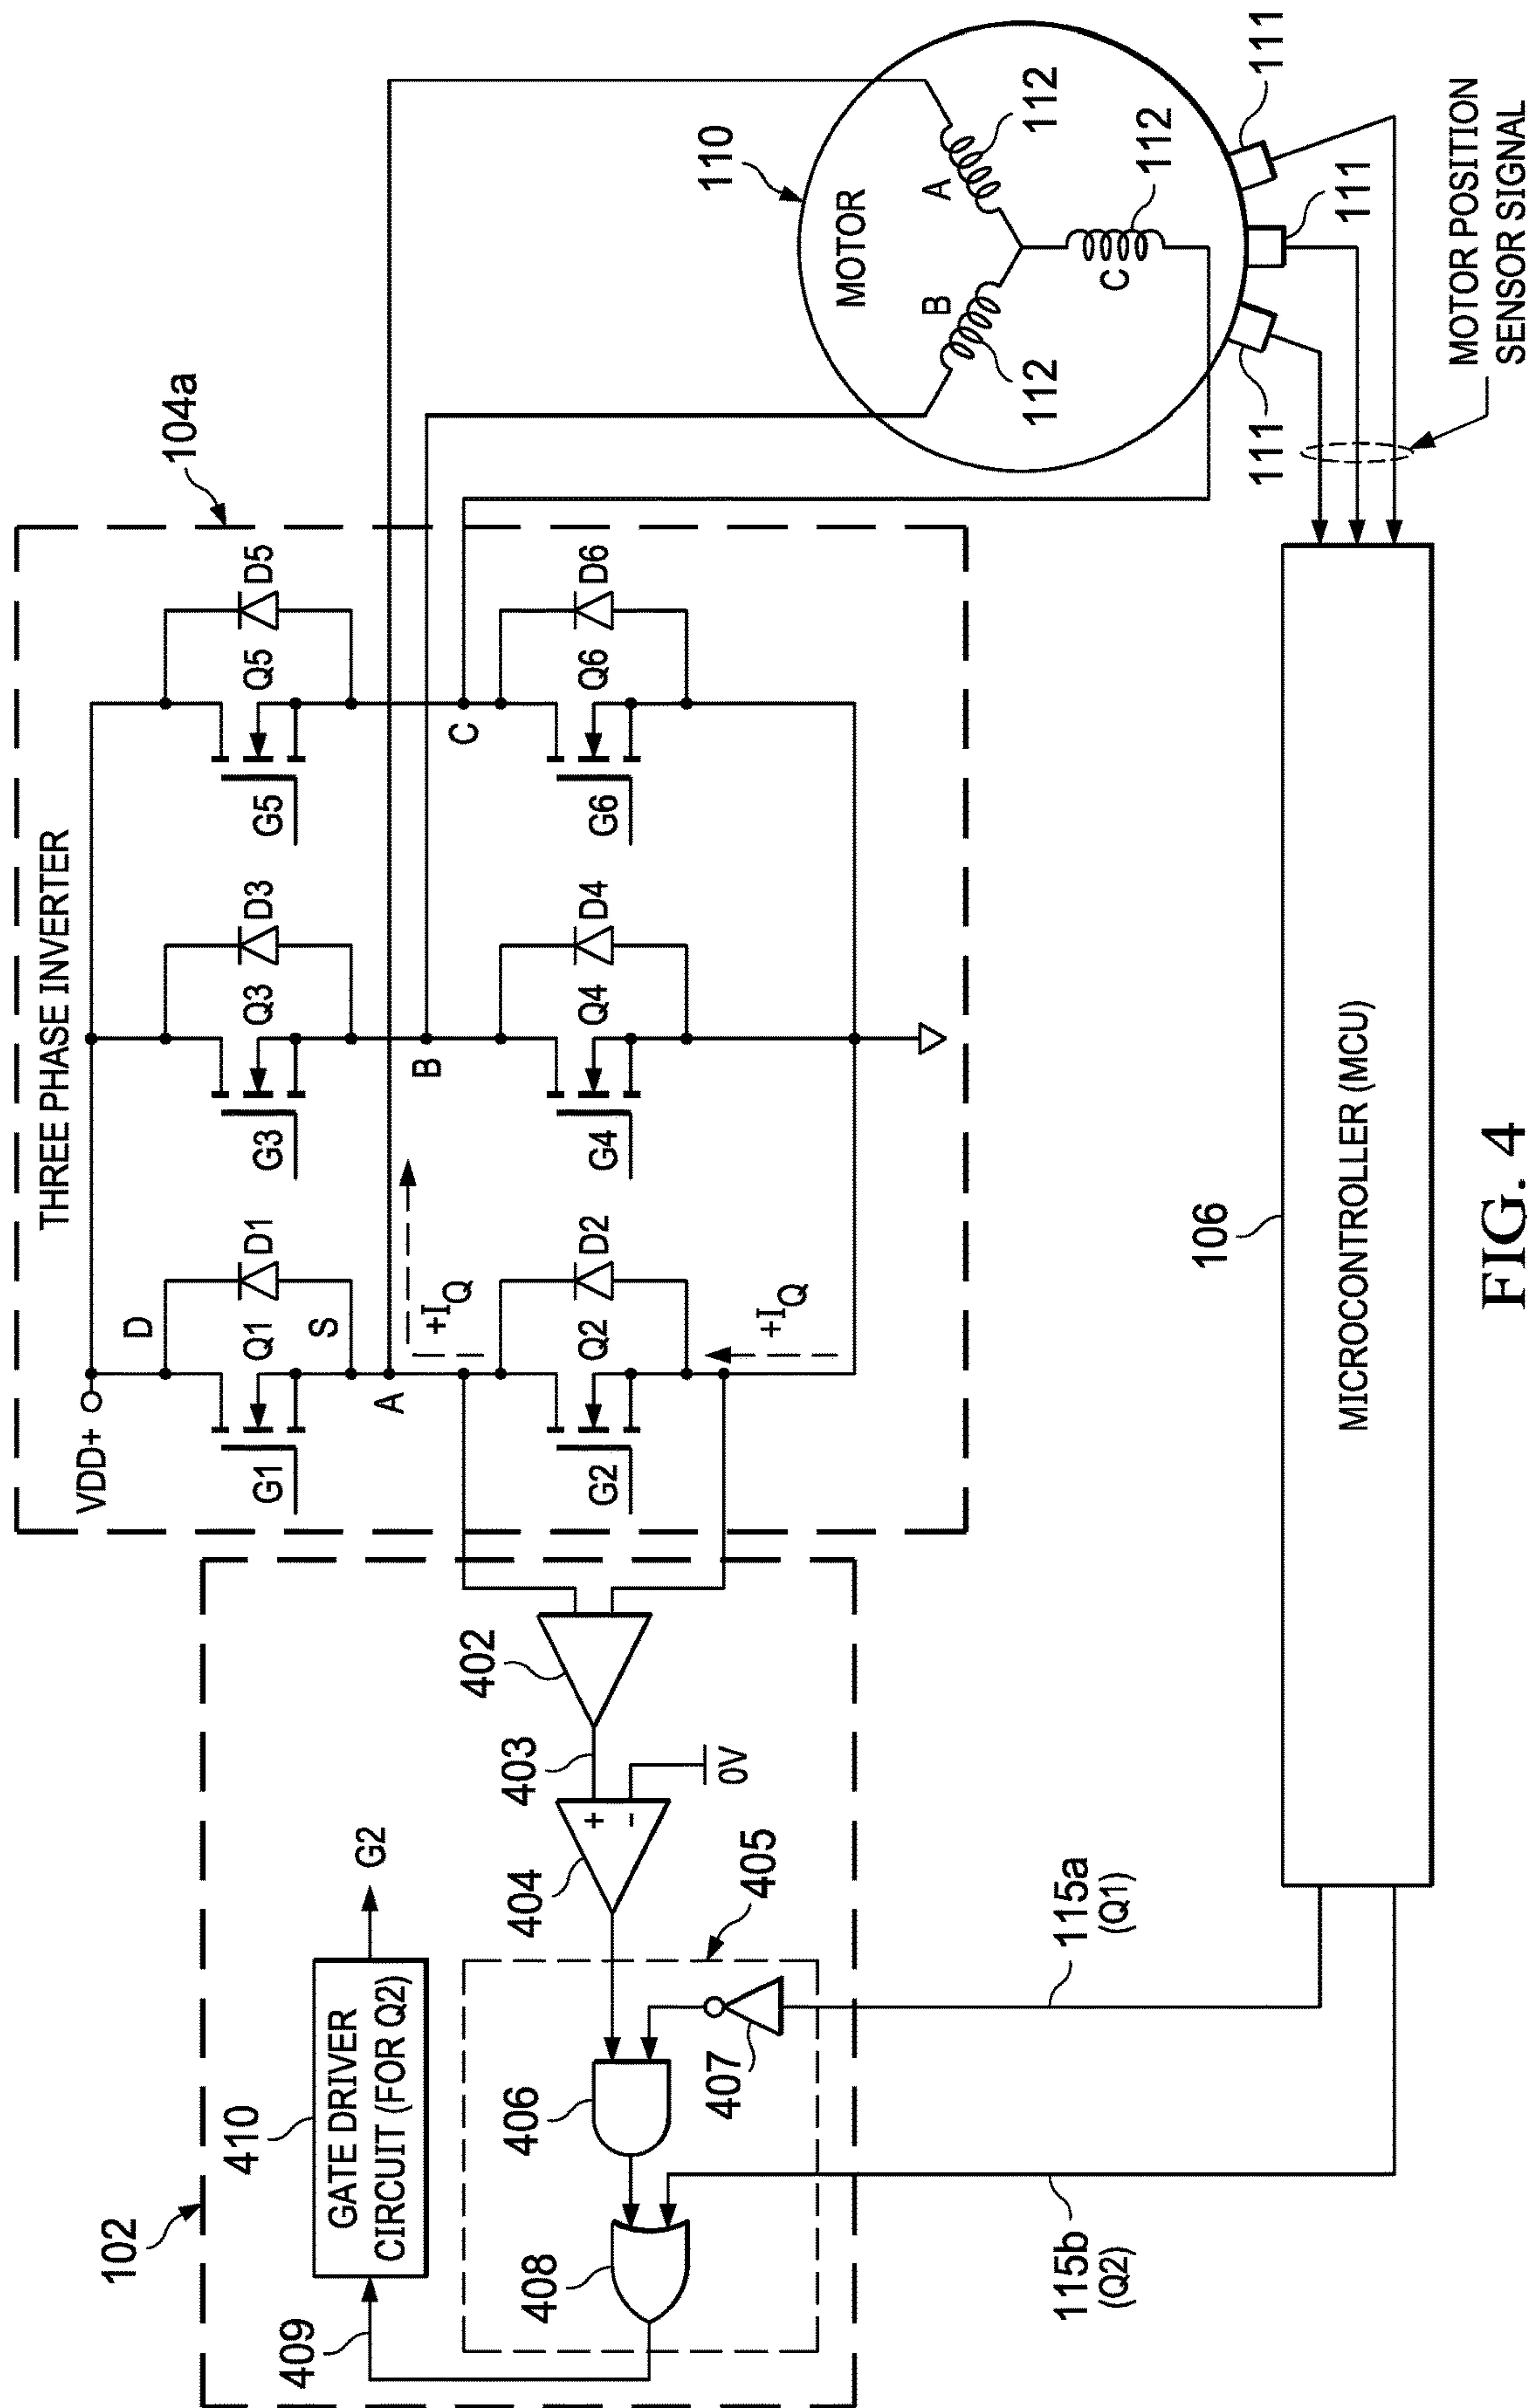 THREE PHASE INVERTER
104a
VDD+
D
Q1
D1
S
G1
Q3
D3
G3
Q5
D5
G5
A
B
C
+IQ
Q2
D2
G2
+IQ
Q4
D4
G4
Q6
D6
G6
110
MOTOR
A
112
B
112
C
112
111
111
111
MOTOR POSITION
SENSOR SIGNAL
102
410
GATE DRIVER
CIRCUIT (FOR Q2)
G2
409
402
403
404
+
-
0V
405
406
407
408
115a
(Q1)
115b
(Q2)
106
MICROCONTROLLER (MCU)
FIG. 4